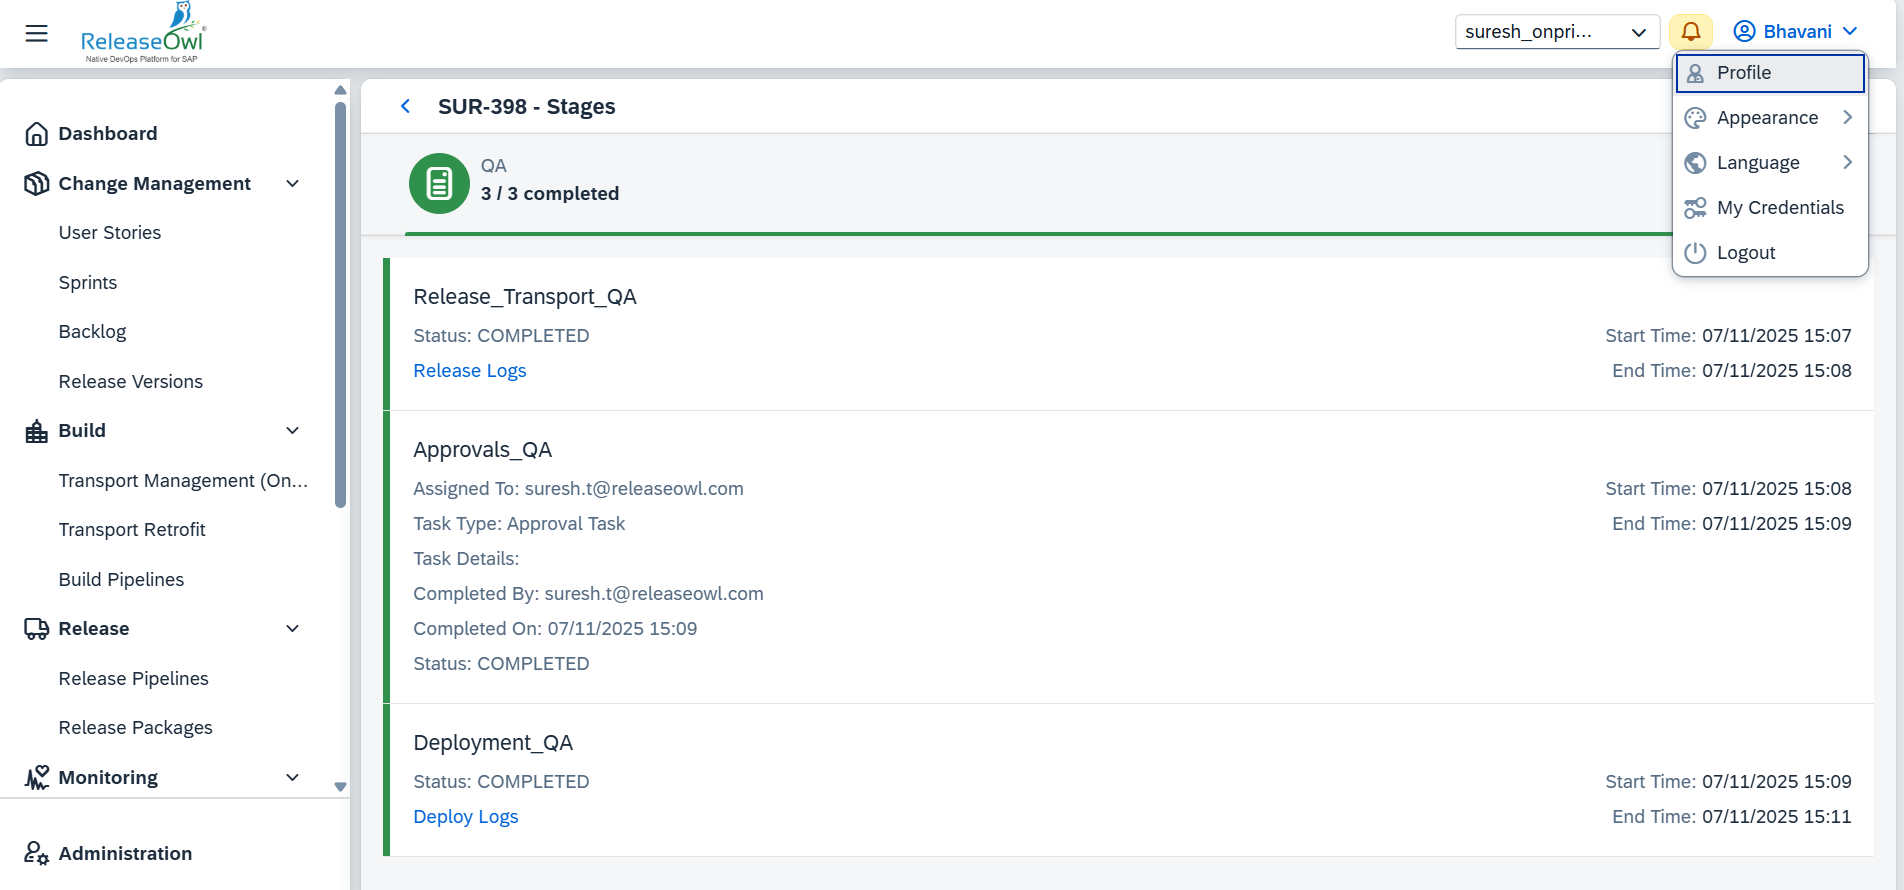 ReleaseOwl
Native DevOps Platform for SAP
suresh_onpri...
Bhavani
Profile
Appearance
Language
My Credentials
Logout
Dashboard
Change Management
User Stories
Sprints
Backlog
Release Versions
Build
Transport Management (On...
Transport Retrofit
Build Pipelines
Release
Release Pipelines
Release Packages
Monitoring
Administration
SUR-398 - Stages
QA
3 / 3 completed
Release_Transport_QA
Status: COMPLETED
Start Time: 07/11/2025 15:07
Release Logs
End Time: 07/11/2025 15:08
Approvals_QA
Assigned To: suresh.t@releaseowl.com
Start Time: 07/11/2025 15:08
Task Type: Approval Task
End Time: 07/11/2025 15:09
Task Details:
Completed By: suresh.t@releaseowl.com
Completed On: 07/11/2025 15:09
Status: COMPLETED
Deployment_QA
Status: COMPLETED
Start Time: 07/11/2025 15:09
Deploy Logs
End Time: 07/11/2025 15:11